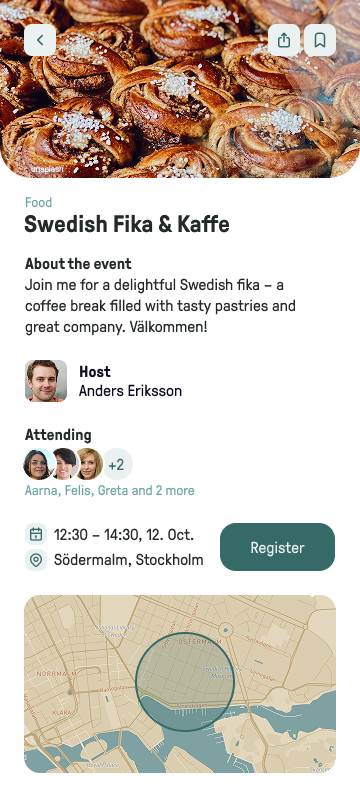 unsplash
Food
Swedish Fika & Kaffe
About the event
Join me for a delightful Swedish fika – a
coffee break filled with tasty pastries and
great company. Välkommen!
Host
Anders Eriksson
Attending
+2
Aarna, Felis, Greta and 2 more
12:30 – 14:30, 12. Oct.
Södermalm, Stockholm
Register
ÖSTERMALM
NORRMALM
KLARA